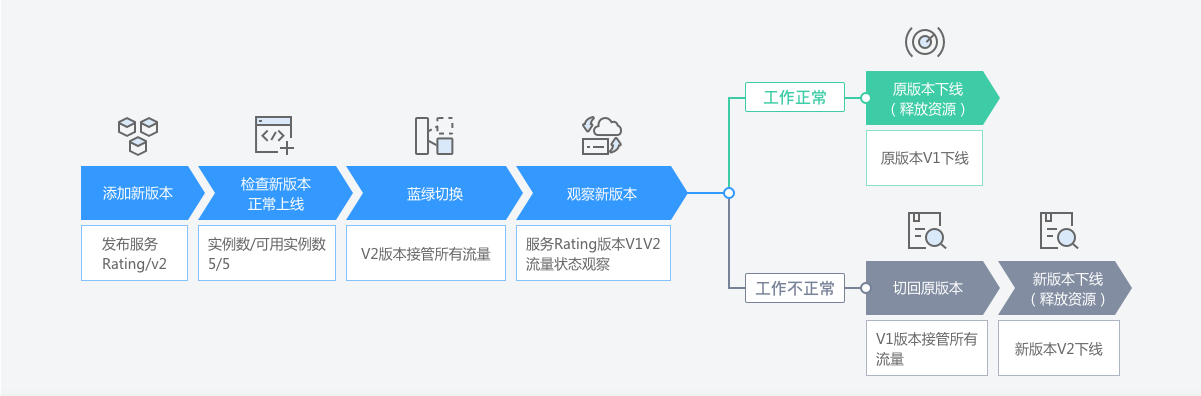 添加新版本
发布服务
Rating/v2
检查新版本
正常上线
实例数/可用实例数
5/5
蓝绿切换
V2版本接管所有流量
观察新版本
服务Rating版本V1V2
流量状态观察
工作正常
原版本下线
（释放资源）
原版本V1下线
工作不正常
切回原版本
V1版本接管所有
流量
新版本下线
（释放资源）
新版本V2下线